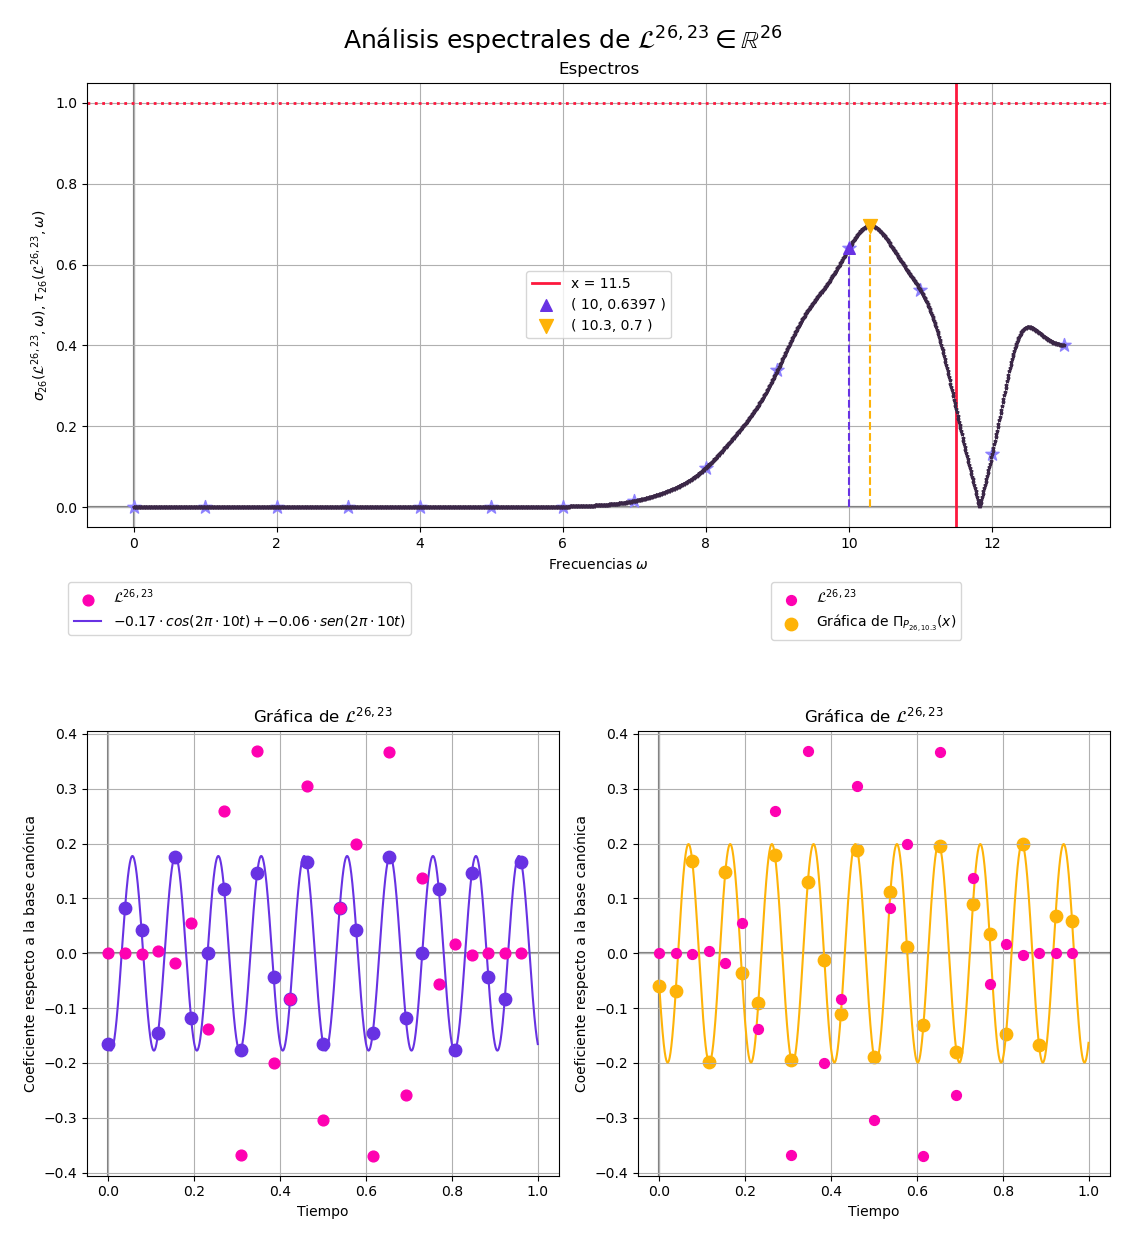 Análisis espectrales de 𝓛^{26,23} ∈ ℝ^{26}
Espectros
σ_{26}(𝓛^{26,23}, ω), τ_{26}(𝓛^{26,23}, ω)
1.0
0.8
0.6
0.4
0.2
0.0
x = 11.5
( 10, 0.6397 )
( 10.3, 0.7 )
0 2 4 6 8 10 12
Frecuencias ω
𝓛^{26,23}
−0.17 · cos(2π · 10t) + −0.06 · sen(2π · 10t)
𝓛^{26,23}
Gráfica de Π_{P_{26,10.3}}(x)
Gráfica de 𝓛^{26,23}
Coeficiente respecto a la base canónica
0.4
0.3
0.2
0.1
0.0
−0.1
−0.2
−0.3
−0.4
0.0 0.2 0.4 0.6 0.8 1.0
Tiempo
Gráfica de 𝓛^{26,23}
Coeficiente respecto a la base canónica
0.4
0.3
0.2
0.1
0.0
−0.1
−0.2
−0.3
−0.4
0.0 0.2 0.4 0.6 0.8 1.0
Tiempo